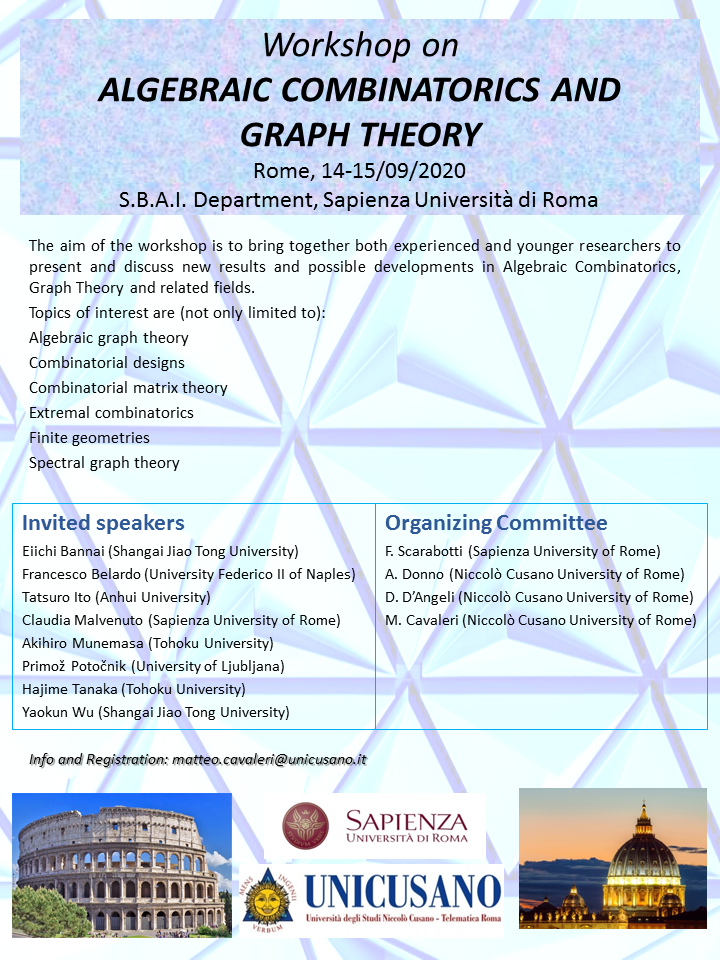 Workshop on
ALGEBRAIC COMBINATORICS AND
GRAPH THEORY
Rome, 14-15/09/2020
S.B.A.I. Department, Sapienza Università di Roma
The aim of the workshop is to bring together both experienced and younger researchers to
present and discuss new results and possible developments in Algebraic Combinatorics,
Graph Theory and related fields.
Topics of interest are (not only limited to):
Algebraic graph theory
Combinatorial designs
Combinatorial matrix theory
Extremal combinatorics
Finite geometries
Spectral graph theory
Invited speakers
Eiichi Bannai (Shangai Jiao Tong University)
Francesco Belardo (University Federico II of Naples)
Tatsuro Ito (Anhui University)
Claudia Malvenuto (Sapienza University of Rome)
Akihiro Munemasa (Tohoku University)
Primož Potočnik (University of Ljubljana)
Hajime Tanaka (Tohoku University)
Yaokun Wu (Shangai Jiao Tong University)
Organizing Committee
F. Scarabotti (Sapienza University of Rome)
A. Donno (Niccolò Cusano University of Rome)
D. D’Angeli (Niccolò Cusano University of Rome)
M. Cavaleri (Niccolò Cusano University of Rome)
Info and Registration: matteo.cavaleri@unicusano.it
SAPIENZA
UNIVERSITÀ DI ROMA
MENS INGENII VERBUM
UNICUSANO
Università degli Studi Niccolò Cusano - Telematica Roma